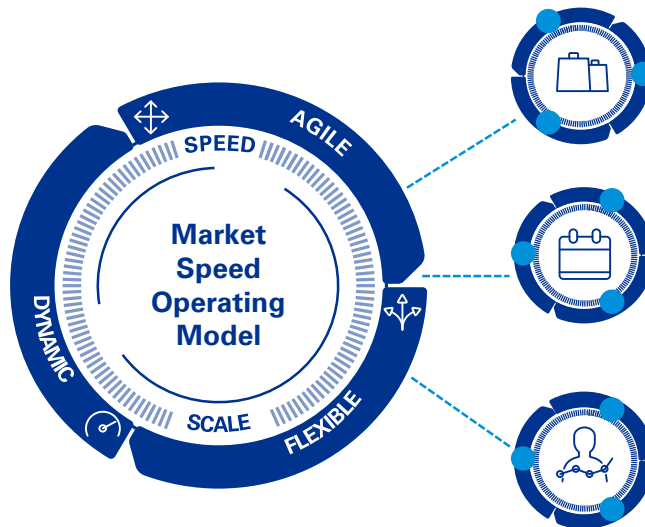 AGILE
SPEED
Market
Speed
Operating
Model
DYNAMIC
SCALE
FLEXIBLE